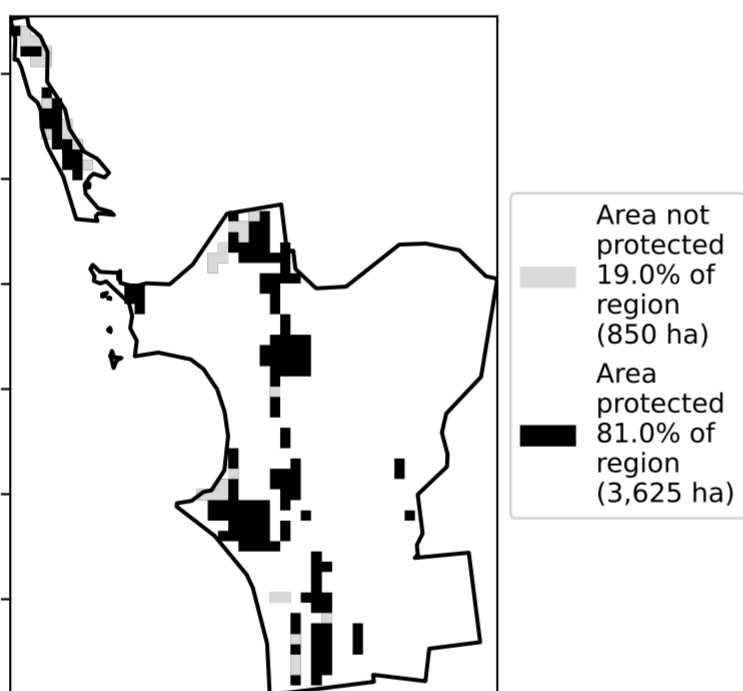 Area not
protected
19.0% of
region
(850 ha)
Area
protected
81.0% of
region
(3,625 ha)